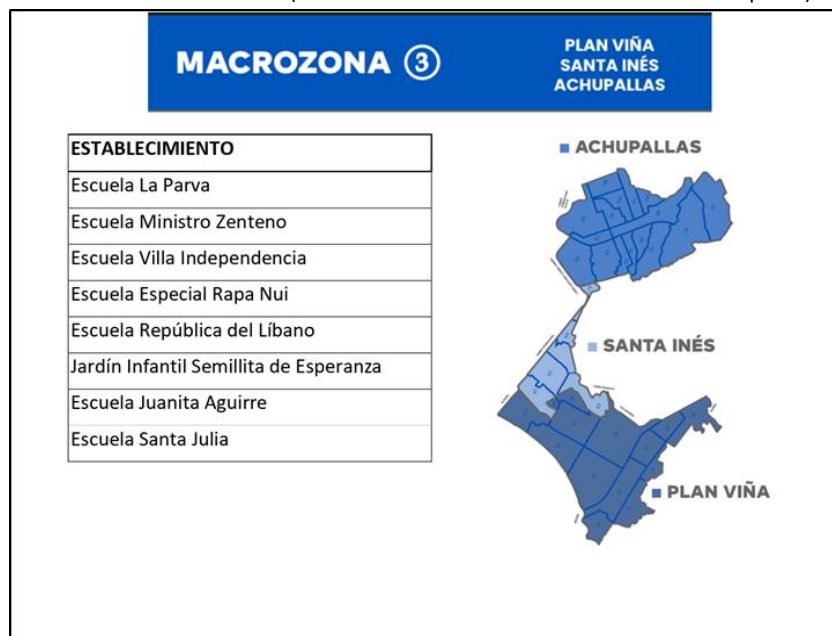 MACROZONA ③
PLAN VIÑA
SANTA INÉS
ACHUPALLAS
ESTABLECIMIENTO
Escuela La Parva
Escuela Ministro Zenteno
Escuela Villa Independencia
Escuela Especial Rapa Nui
Escuela República del Líbano
Jardín Infantil Semillita de Esperanza
Escuela Juanita Aguirre
Escuela Santa Julia
ACHUPALLAS
SANTA INÉS
PLAN VIÑA